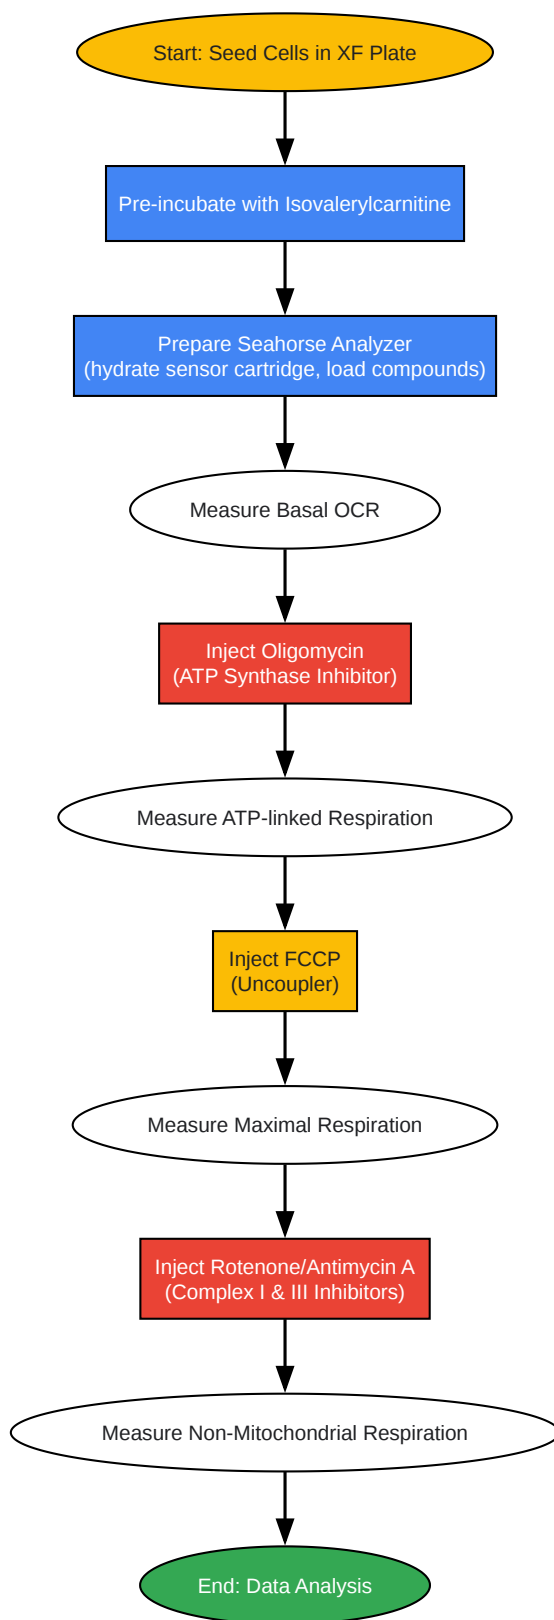 Start: Seed Cells in XF Plate
Pre-incubate with Isovalerylcarnitine
Prepare Seahorse Analyzer
(hydrate sensor cartridge, load compounds)
Measure Basal OCR
Inject Oligomycin
(ATP Synthase Inhibitor)
Measure ATP-linked Respiration
Inject FCCP
(Uncoupler)
Measure Maximal Respiration
Inject Rotenone/Antimycin A
(Complex I & III Inhibitors)
Measure Non-Mitochondrial Respiration
End: Data Analysis